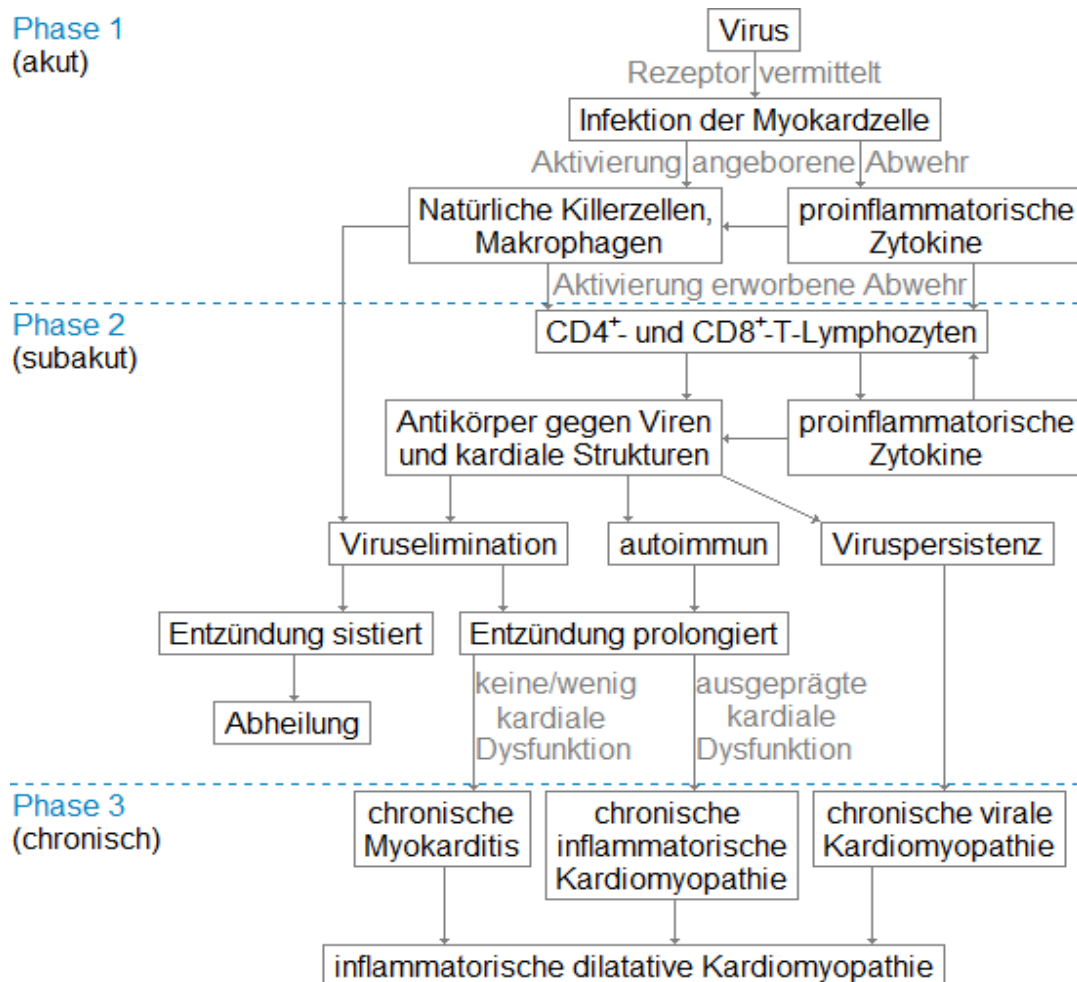 Phase 1
(akut)
Virus
Rezeptor vermittelt
Infektion der Myokardzelle
Aktivierung angeborene Abwehr
Natürliche Killerzellen,
Makrophagen
proinflammatorische
Zytokine
Aktivierung erworbene Abwehr
Phase 2
(subakut)
CD4⁺- und CD8⁺-T-Lymphozyten
Antikörper gegen Viren
und kardiale Strukturen
proinflammatorische
Zytokine
Viruselimination
autoimmun
Viruspersistenz
Entzündung sistiert
Entzündung prolongiert
Abheilung
keine/wenig
kardiale
Dysfunktion
ausgeprägte
kardiale
Dysfunktion
Phase 3
(chronisch)
chronische
Myokarditis
chronische
inflammatorische
Kardiomyopathie
chronische virale
Kardiomyopathie
inflammatorische dilatative Kardiomyopathie